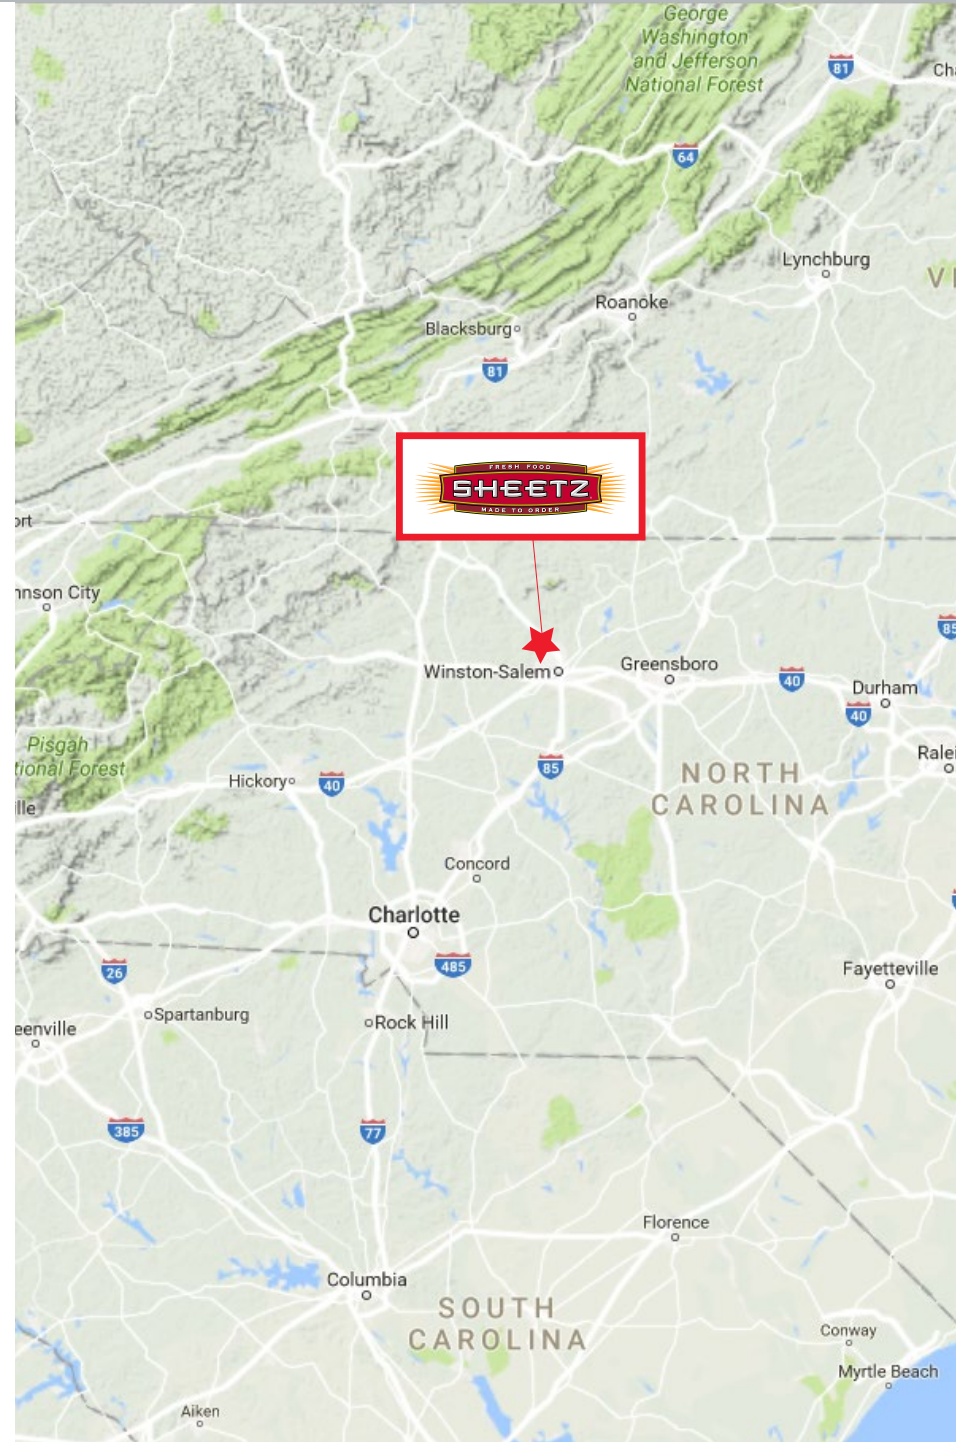 George
Washington
and Jefferson
National Forest
81
Cha
64
Lynchburg
VI
Roanoke
Blacksburg
81
FRESH FOOD
SHEETZ
MADE TO ORDER
ort
nnson City
85
Winston-Salem
Greensboro
40
Durham
40
Pisgah
tional Forest
Ralei
Hickory
40
85
NORTH
CAROLINA
lle
Concord
Charlotte
485
26
Fayetteville
Spartanburg
Rock Hill
eenville
385
77
Florence
Columbia
SOUTH
CAROLINA
Conway
Myrtle Beach
Aiken